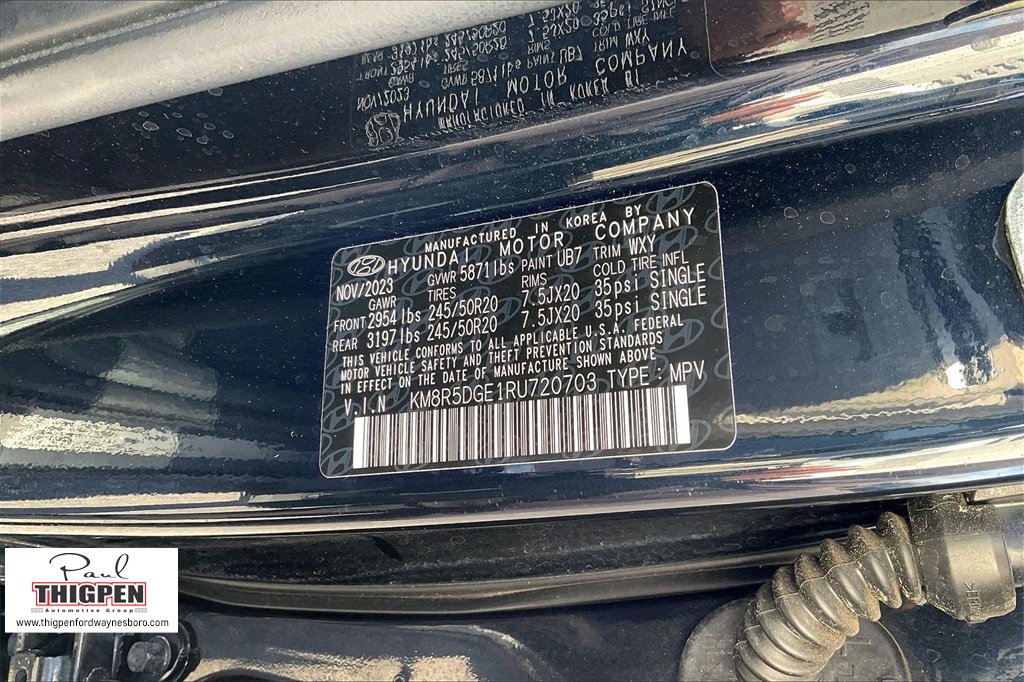 MANUFACTURED IN KOREA BY
HYUNDAI MOTOR COMPANY
NOV/2023 GVWR 5871lbs PAINT UB7 TRIM WXY
GAWR TIRES RIMS COLD TIRE INFL
FRONT 2954lbs 245/50R20 7.5JX20 35psi SINGLE
REAR 3197lbs 245/50R20 7.5JX20 35psi SINGLE
THIS VEHICLE CONFORMS TO ALL APPLICABLE U.S.A. FEDERAL
MOTOR VEHICLE SAFETY AND THEFT PREVENTION STANDARDS
IN EFFECT ON THE DATE OF MANUFACTURE SHOWN ABOVE
V.I.N KM8R5DGE1RU720703 TYPE:MPV
Paul
THIGPEN
Automotive Group
www.thigpenfordwaynesboro.com